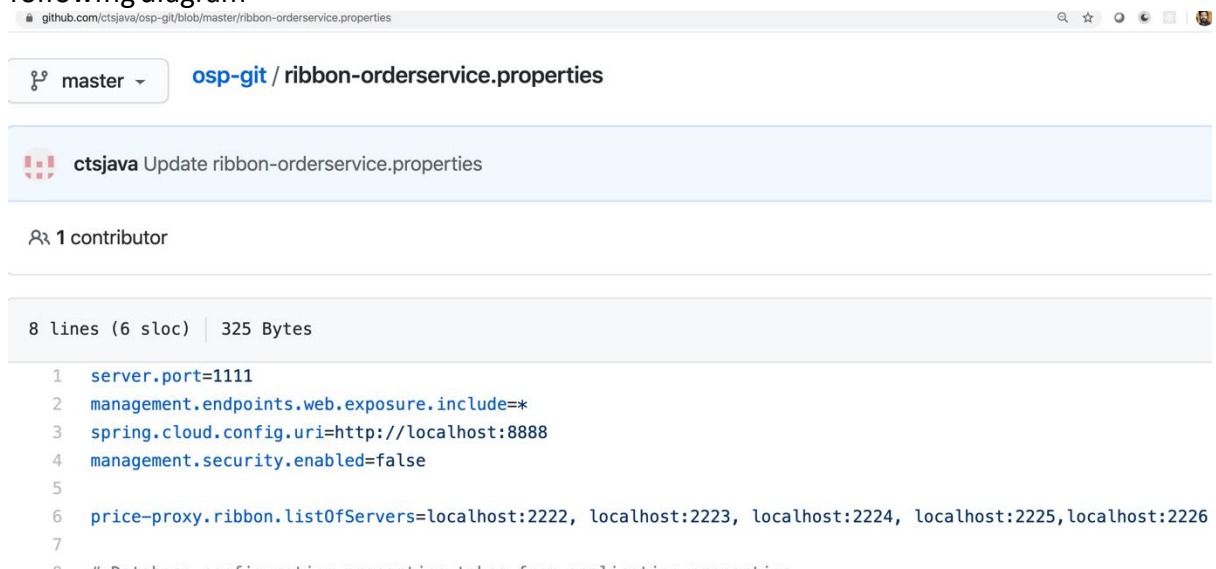 following diagram
github.com/ctsjava/osp-git/blob/master/ribbon-orderservice.properties
master
osp-git / ribbon-orderservice.properties
ctsjava Update ribbon-orderservice.properties
1 contributor
8 lines (6 sloc) 325 Bytes
1 server.port=1111
2 management.endpoints.web.exposure.include=*
3 spring.cloud.config.uri=http://localhost:8888
4 management.security.enabled=false
5
6 price-proxy.ribbon.listOfServers=localhost:2222, localhost:2223, localhost:2224, localhost:2225,localhost:2226
7